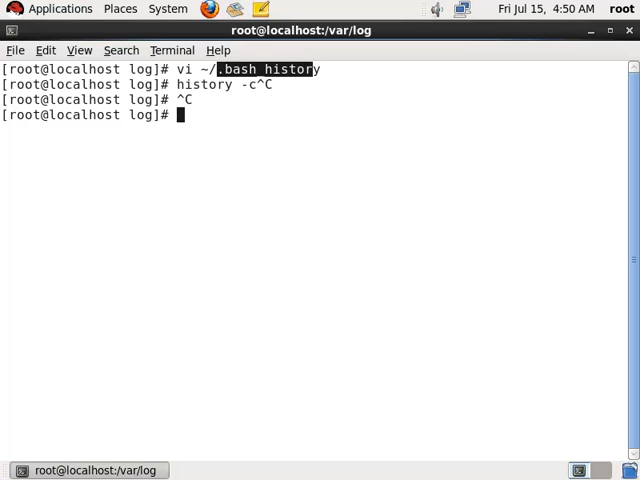 Applications Places System Fri Jul 15, 4:50 AM root
root@localhost:/var/log
File Edit View Search Terminal Help
[root@localhost log]# vi ~/.bash_history
[root@localhost log]# history -c^C
[root@localhost log]# ^C
[root@localhost log]#
root@localhost:/var/log